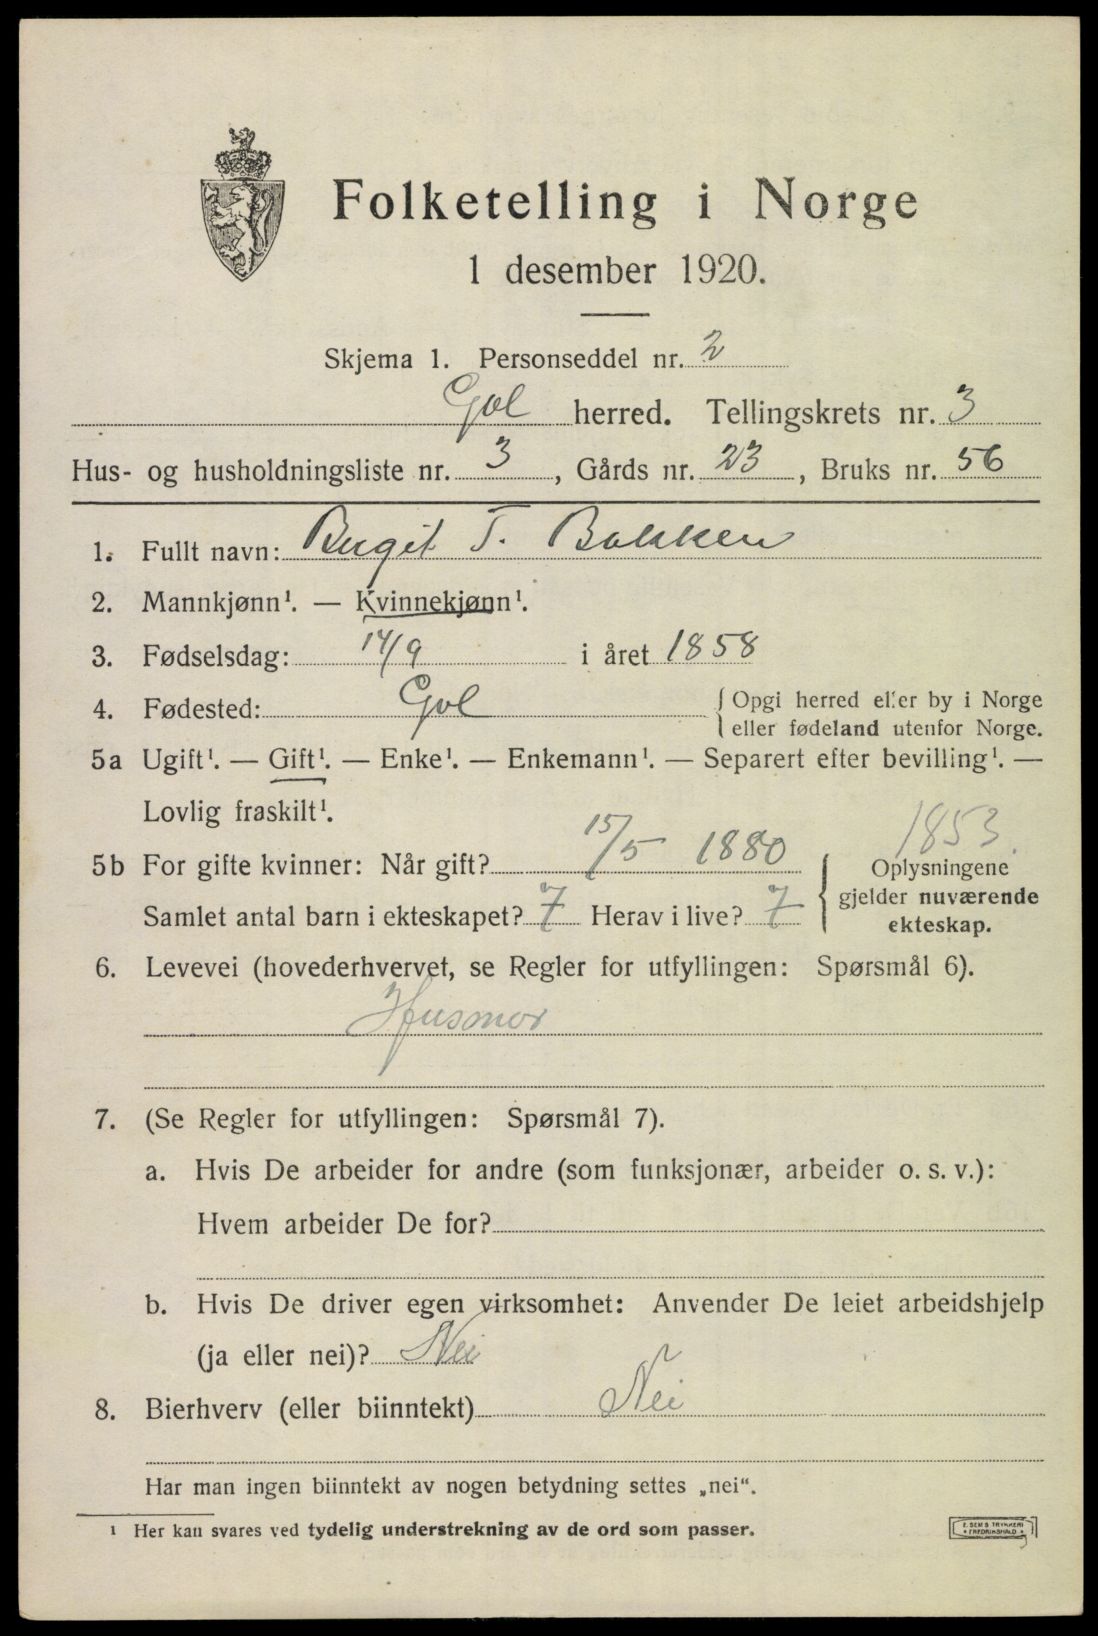 Folketelling i Norge
1 desember 1920.
Skjema 1. Personseddel nr. 2
Gol herred. Tellingskrets nr. 3
Hus- og husholdningsliste nr. 3, Gårds nr. 23, Bruks nr. 56
1. Fullt navn: Birgit T. Bakken
2. Mannkjønn¹. — Kvinnekjønn¹.
3. Fødselsdag: 14/9 i året 1858
4. Fødested: Gol { Opgi herred eller by i Norge
eller fødeland utenfor Norge.
5a Ugift¹. — Gift¹. — Enke¹. — Enkemann¹. — Separert efter bevilling¹. —
Lovlig fraskilt¹.
1853.
5b For gifte kvinner: Når gift? 15/5 1880 { Oplysningene
Samlet antal barn i ekteskapet? 7 Herav i live? 7 gjelder nuværende
ekteskap.
6. Levevei (hovederhvervet, se Regler for utfyllingen: Spørsmål 6).
Husmor
7. (Se Regler for utfyllingen: Spørsmål 7).
a. Hvis De arbeider for andre (som funksjonær, arbeider o. s. v.):
Hvem arbeider De for?
b. Hvis De driver egen virksomhet: Anvender De leiet arbeidshjelp
(ja eller nei)? Nei
8. Bierhverv (eller biinntekt) Nei
Har man ingen biinntekt av nogen betydning settes „nei“.
¹ Her kan svares ved tydelig understrekning av de ord som passer.
E. SEMS TRYKKERI
FREDRIKSHALD